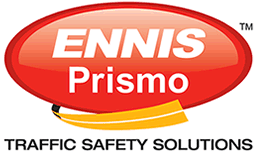 ENNIS
™
Prismo
TRAFFIC SAFETY SOLUTIONS